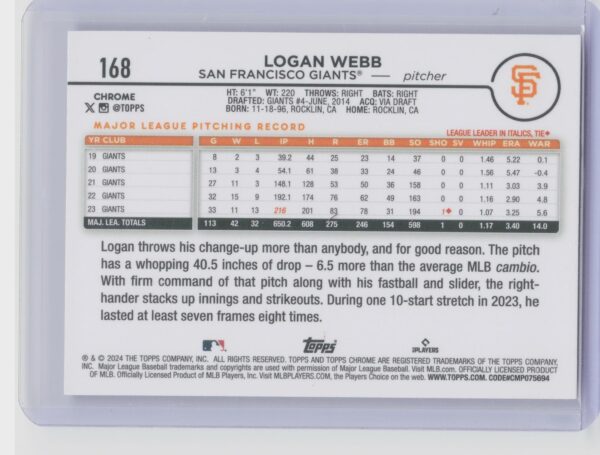 168
LOGAN WEBB
SAN FRANCISCO GIANTS® — pitcher
SF
CHROME
@TOPPS
HT: 6'1" WT: 220 THROWS: RIGHT BATS: RIGHT
DRAFTED: GIANTS #4-JUNE, 2014 ACQ: VIA DRAFT
BORN: 11-18-96, ROCKLIN, CA HOME: ROCKLIN, CA
MAJOR LEAGUE PITCHING RECORD
LEAGUE LEADER IN ITALICS, TIE♦
YR CLUB G W L IP H R ER BB SO SHO SV WHIP ERA WAR
19 GIANTS 8 2 3 39.2 44 25 23 14 37 0 0 1.46 5.22 0.1
20 GIANTS 13 3 4 54.1 61 38 33 24 46 0 0 1.56 5.47 -0.4
21 GIANTS 27 11 3 148.1 128 53 50 36 158 0 0 1.11 3.03 3.9
22 GIANTS 32 15 9 192.1 174 76 62 49 163 0 0 1.16 2.90 4.8
23 GIANTS 33 11 13 216 201 83 78 31 194 1♦ 0 1.07 3.25 5.6
MAJ. LEA. TOTALS 113 42 32 650.2 608 275 246 154 598 1 0 1.17 3.40 14.0
Logan throws his change-up more than anybody, and for good reason. The pitch
has a whopping 40.5 inches of drop – 6.5 more than the average MLB cambio.
With firm command of that pitch along with his fastball and slider, the right-
hander stacks up innings and strikeouts. During one 10-start stretch in 2023, he
lasted at least seven frames eight times.
Topps
PLAYERS
® & © 2024 THE TOPPS COMPANY, INC. ALL RIGHTS RESERVED. TOPPS AND TOPPS CHROME ARE REGISTERED TRADEMARKS OF THE TOPPS COMPANY,
INC. Major League Baseball trademarks and copyrights are used with permission of Major League Baseball. Visit MLB.com. OFFICIALLY LICENSED PRODUCT
OF MLB. Officially Licensed Product of MLB Players, Inc. Visit MLBPLAYERS.COM, the Players Choice on the web. WWW.TOPPS.COM. CODE#CMP075694